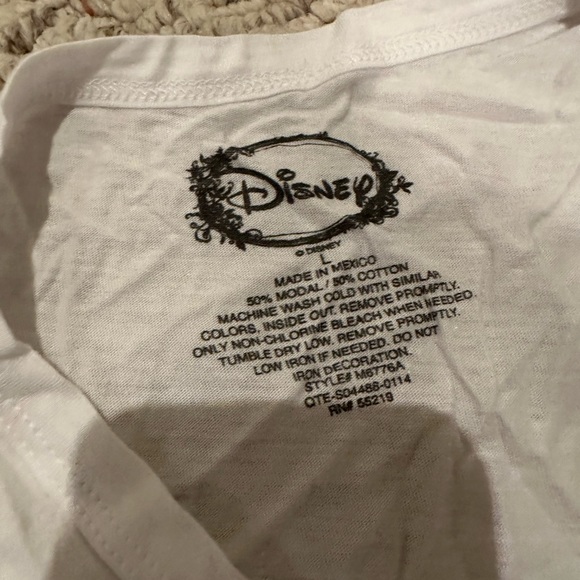 Disney
© DISNEY
L
MADE IN MEXICO
50% MODAL / 50% COTTON
MACHINE WASH COLD WITH SIMILAR
COLORS. INSIDE OUT. REMOVE PROMPTLY.
ONLY NON-CHLORINE BLEACH WHEN NEEDED.
TUMBLE DRY LOW. REMOVE PROMPTLY.
LOW IRON IF NEEDED. DO NOT
IRON DECORATION.
STYLE# M6776A
QTE-S04486-0114
RN# 55219